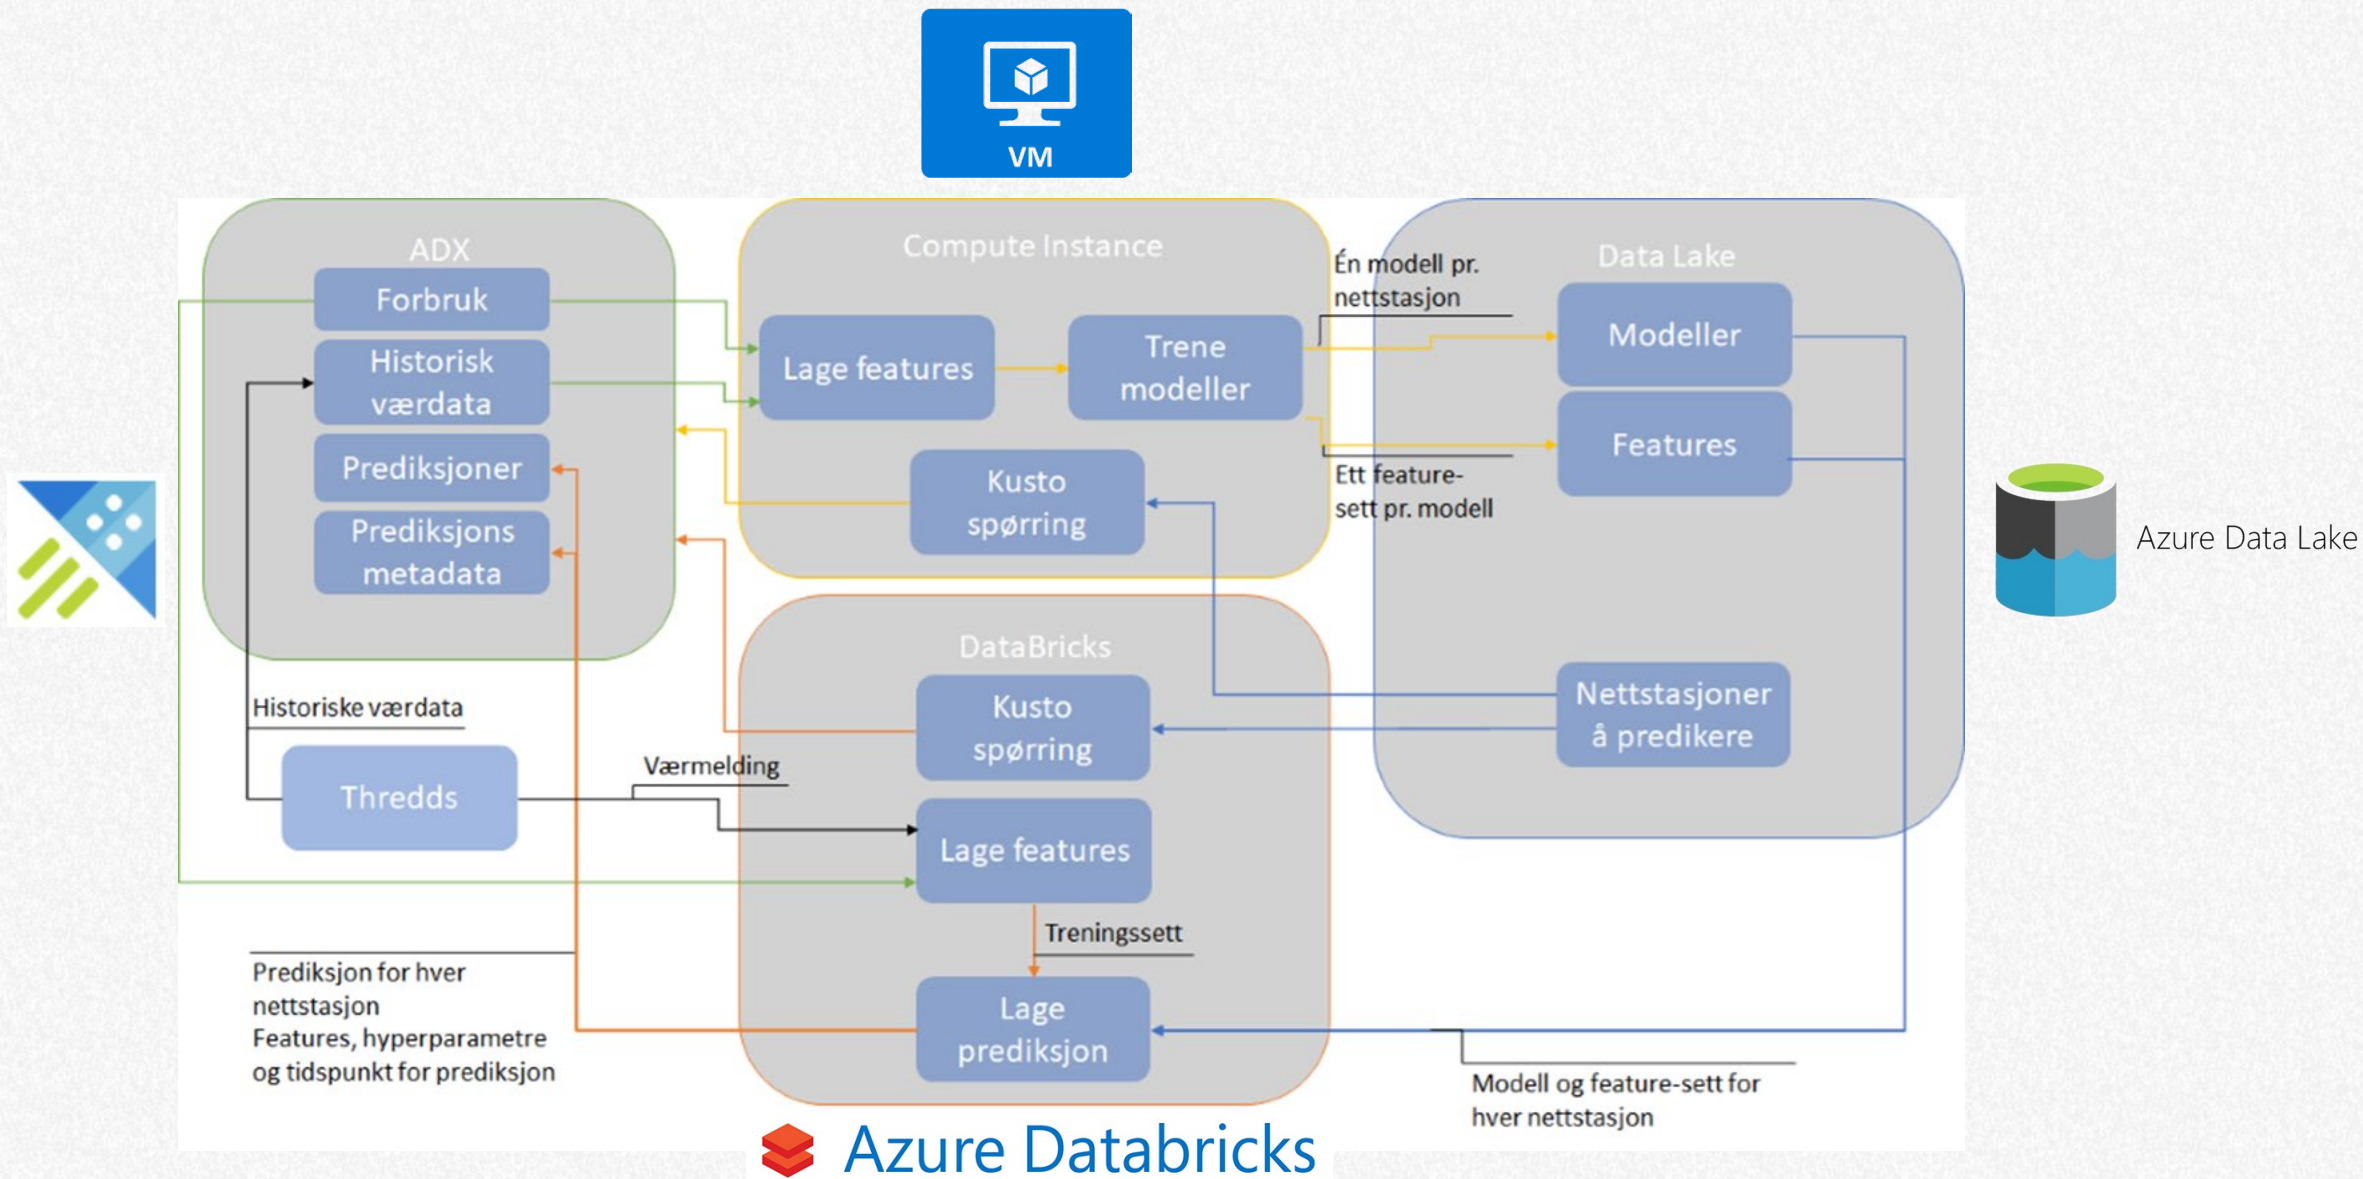 VM
ADX
Forbruk
Historisk
værdata
Prediksjoner
Prediksjons
metadata
Compute Instance
Lage features
Trene
modeller
Kusto
spørring
Én modell pr.
nettstasjon
Ett feature-
sett pr. modell
Data Lake
Modeller
Features
Nettstasjoner
å predikere
Azure Data Lake
DataBricks
Kusto
spørring
Lage features
Treningssett
Lage
prediksjon
Historiske værdata
Thredds
Værmelding
Prediksjon for hver
nettstasjon
Features, hyperparametre
og tidspunkt for prediksjon
Modell og feature-sett for
hver nettstasjon
Azure Databricks